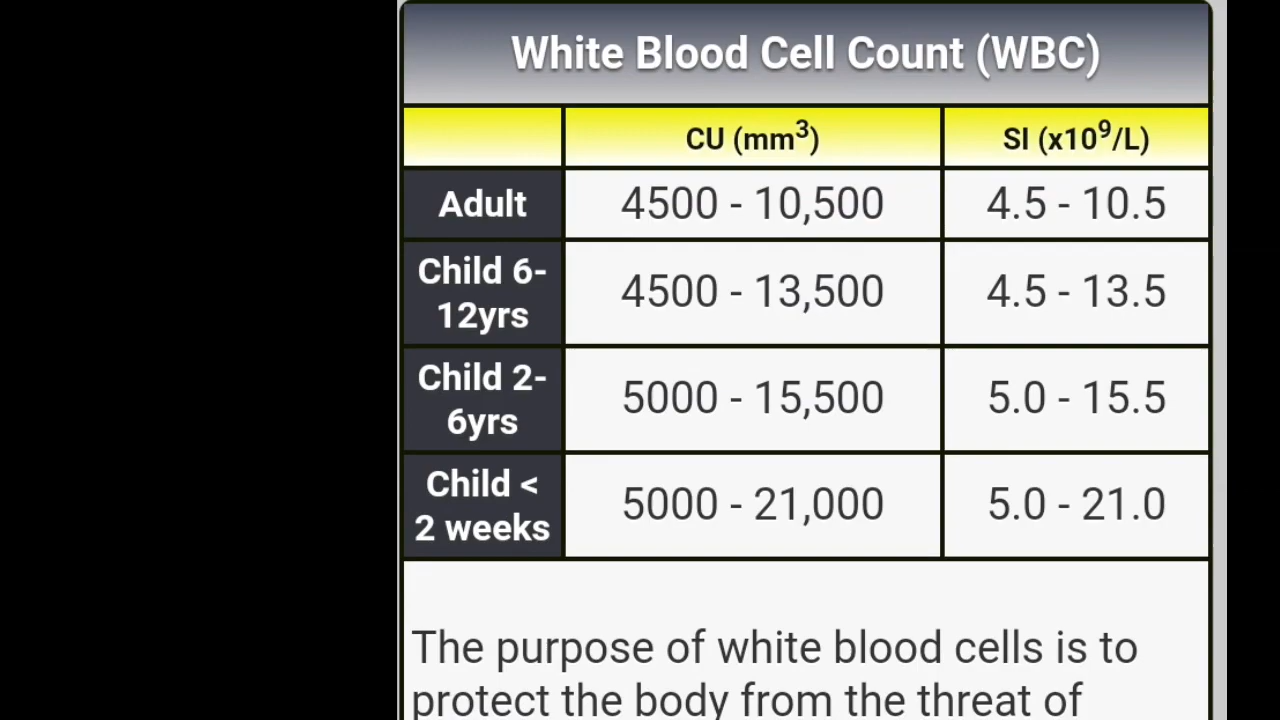 White Blood Cell Count (WBC)
CU (mm³) SI (x10⁹/L)
Adult 4500 - 10,500 4.5 - 10.5
Child 6-
12yrs 4500 - 13,500 4.5 - 13.5
Child 2-
6yrs 5000 - 15,500 5.0 - 15.5
Child <
2 weeks 5000 - 21,000 5.0 - 21.0
The purpose of white blood cells is to
protect the body from the threat of